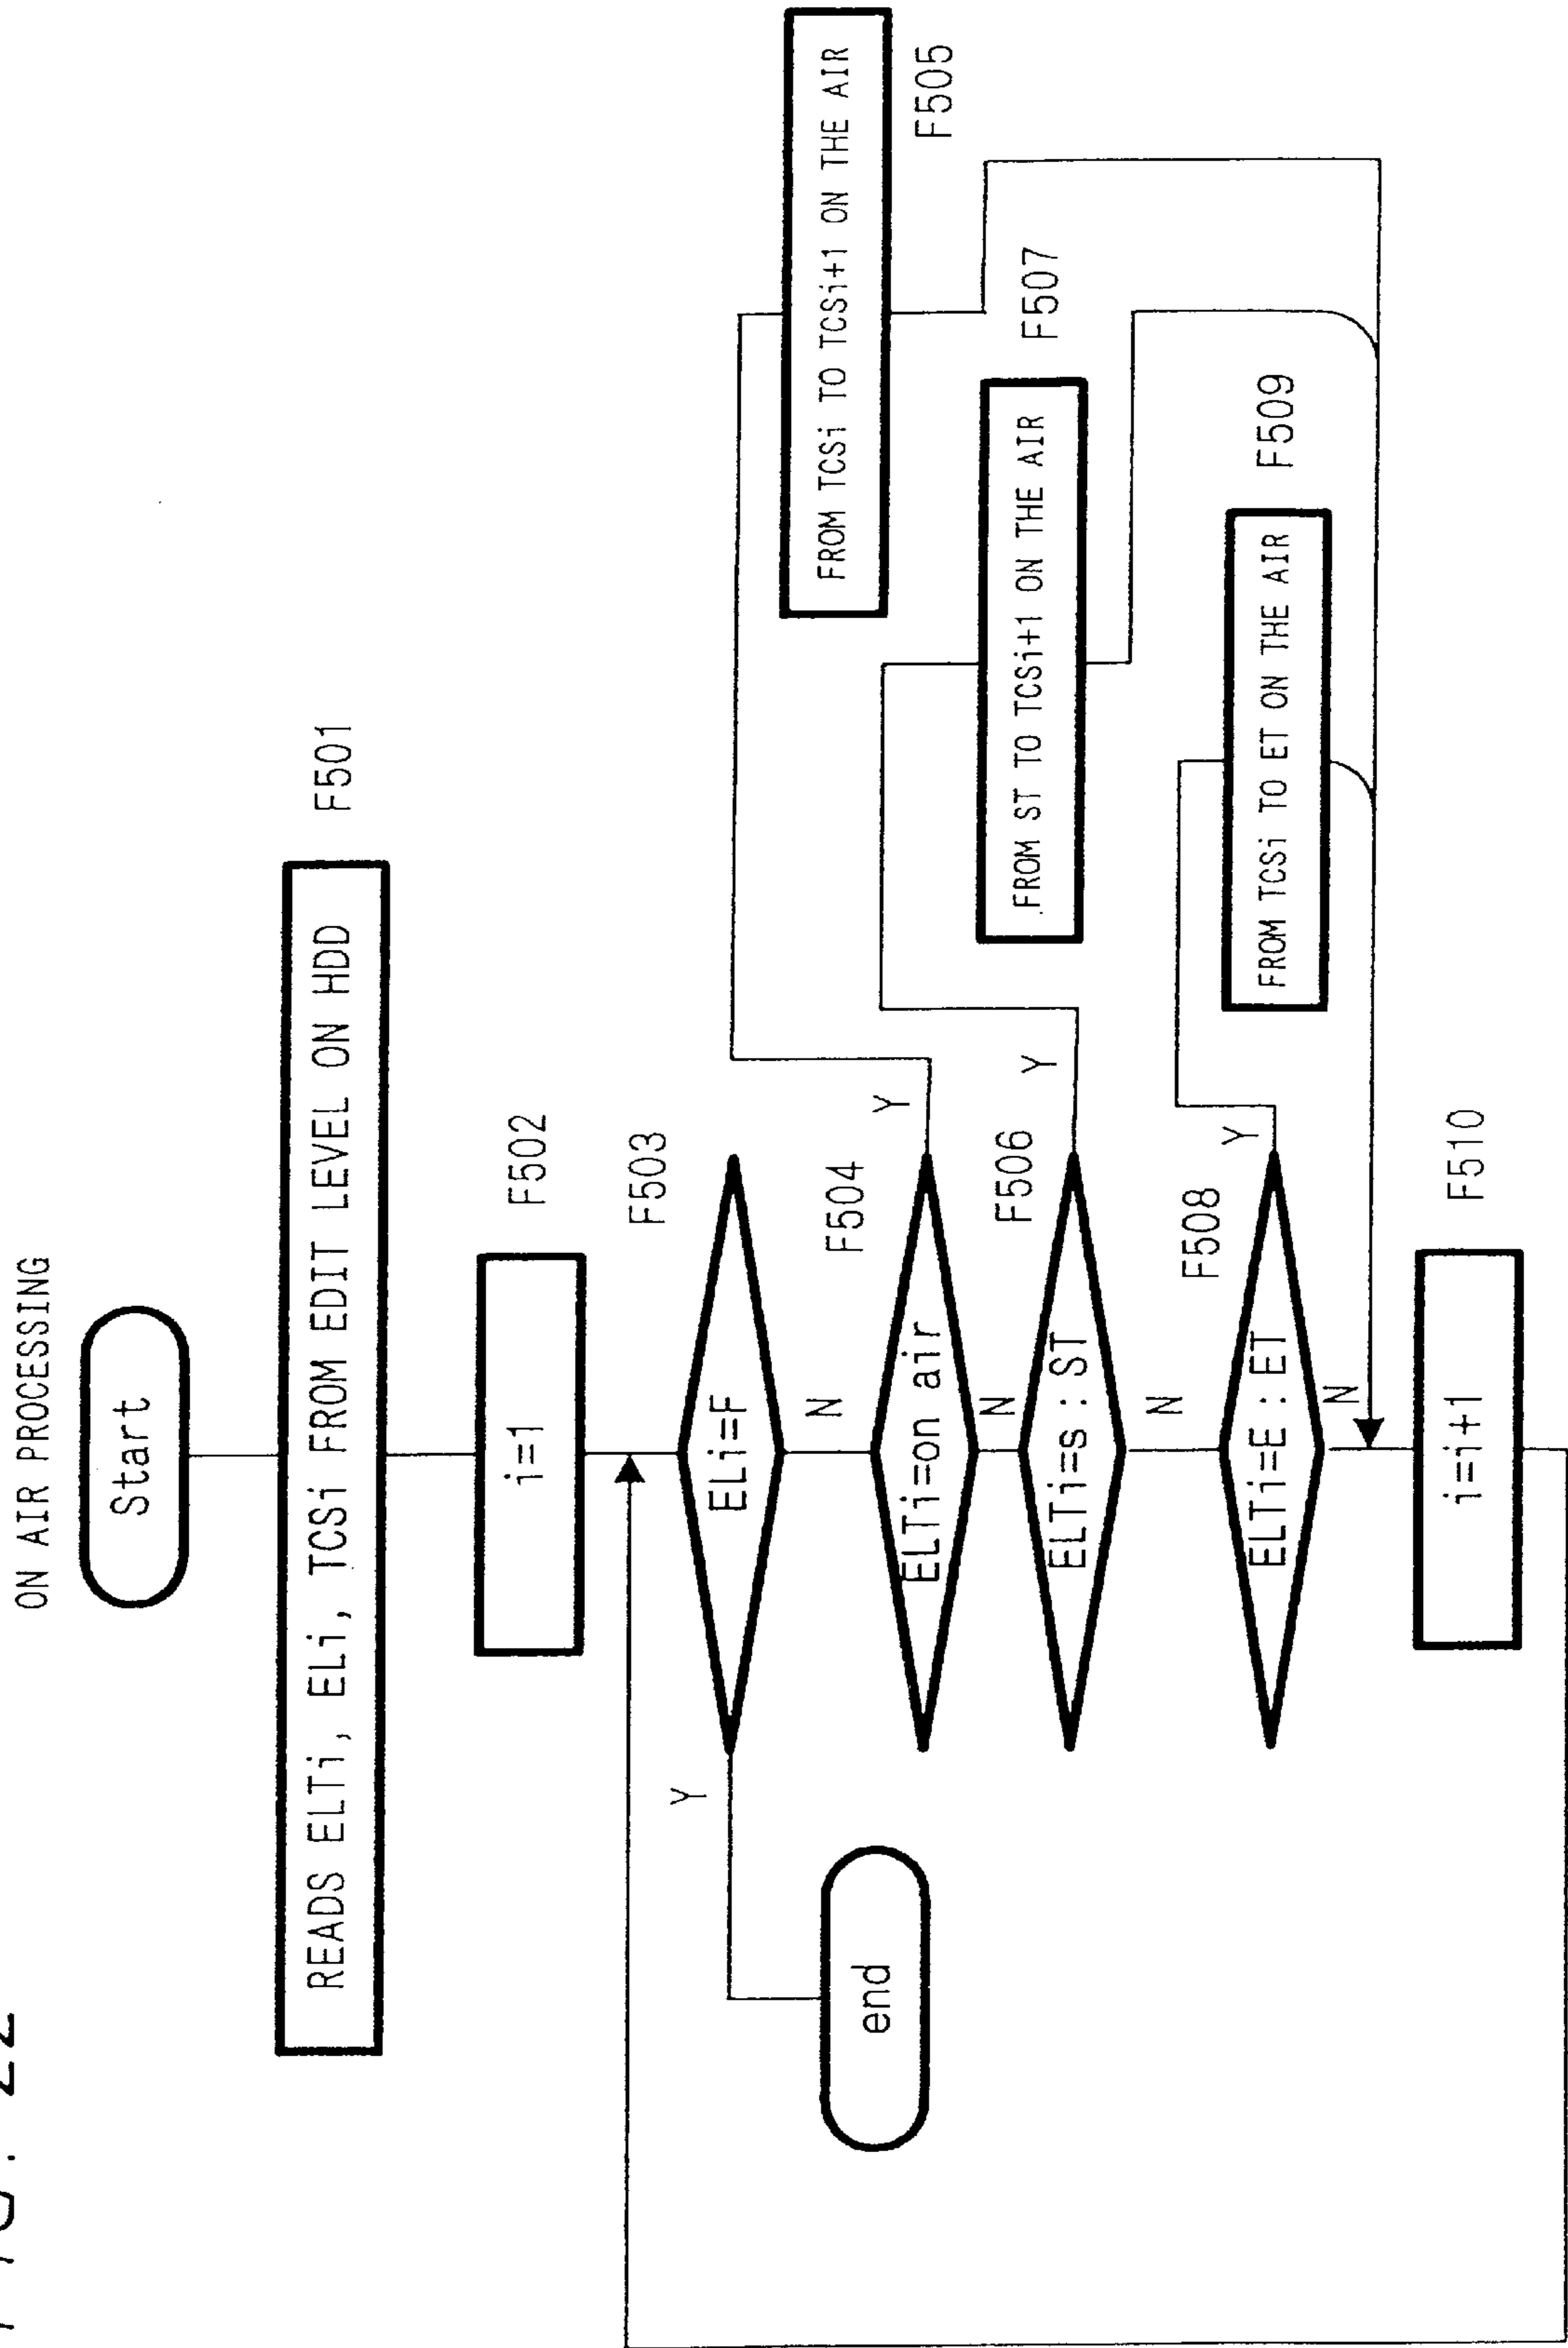 FIG. 22
ON AIR PROCESSING
Start
READS ELTi, ELi, TCSi FROM EDIT LEVEL ON HDD
F501
i=1
F502
F503
ELi=F
Y
N
end
F504
ELTi=on air
Y
N
FROM TCSi TO TCSi+1 ON THE AIR
F505
F506
ELTi=s:ST
Y
N
FROM ST TO TCSi+1 ON THE AIR
F507
F508
ELTi=E:ET
Y
N
FROM TCSi TO ET ON THE AIR
F509
i=i+1
F510